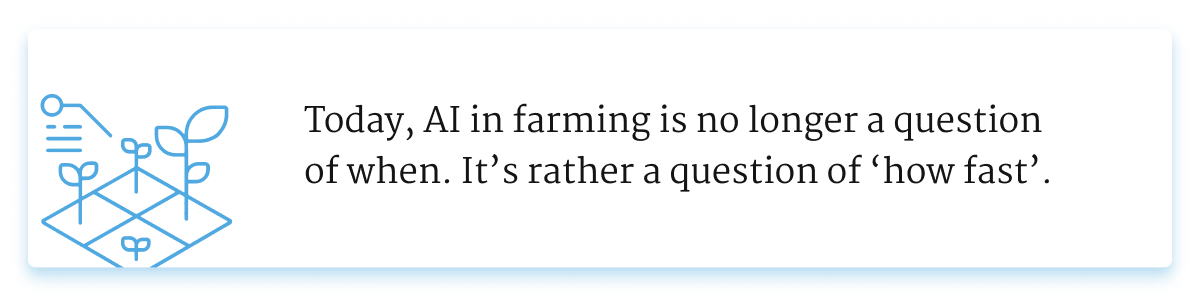 Today, AI in farming is no longer a question
of when. It’s rather a question of ‘how fast’.